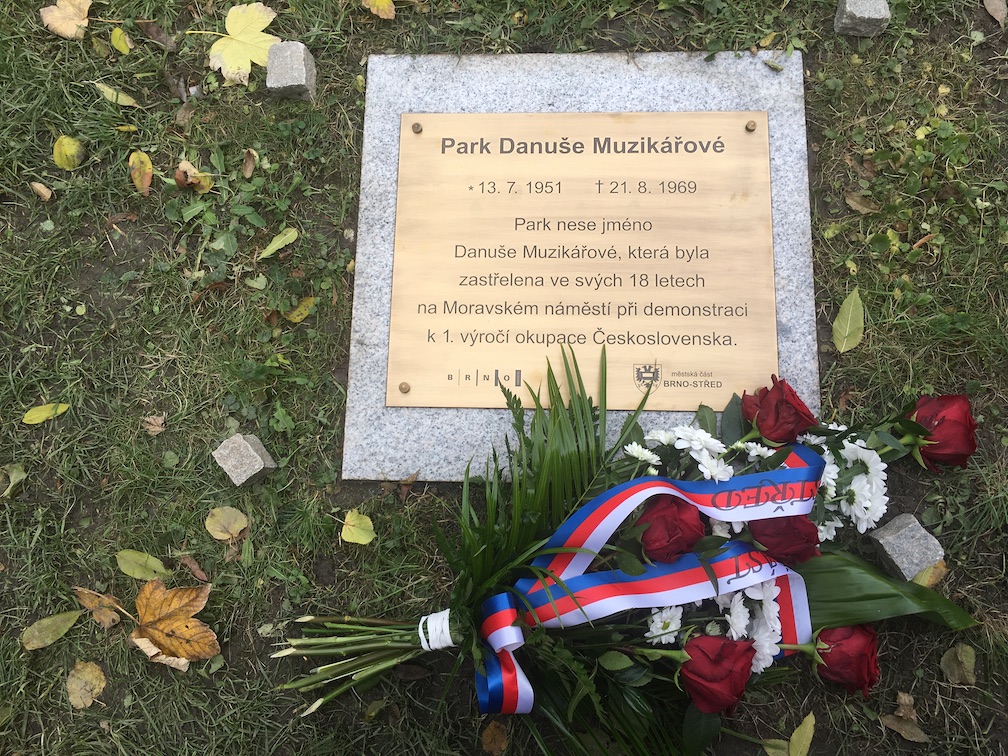 Park Danuše Muzikářové
* 13. 7. 1951 † 21. 8. 1969
Park nese jméno
Danuše Muzikářové, která byla
zastřelena ve svých 18 letech
na Moravském náměstí při demonstraci
k 1. výročí okupace Československa.
BRNO
městská část
BRNO-STŘED